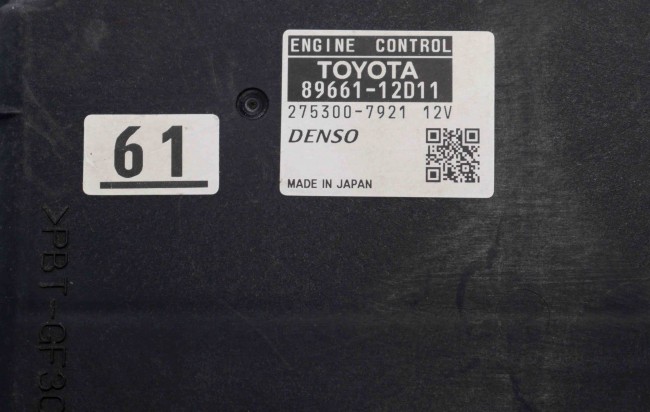 ENGINE CONTROL
TOYOTA
89661-12D11
275300-7921 12V
DENSO
MADE IN JAPAN
61
>PBT-GF30